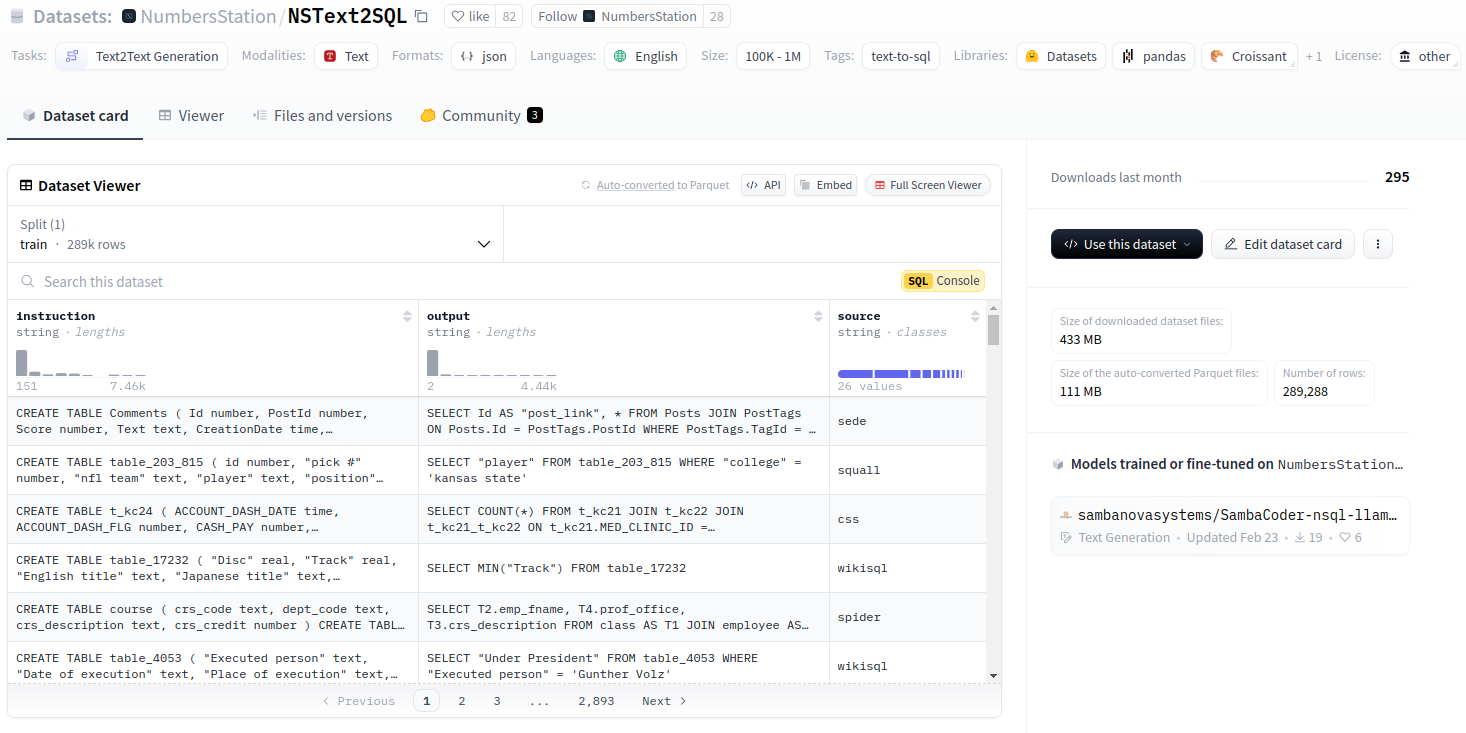 Datasets: NumbersStation/NSText2SQL like 82 Follow NumbersStation 28
Tasks: Text2Text Generation Modalities: Text Formats: json Languages: English Size: 100K - 1M Tags: text-to-sql Libraries: Datasets pandas Croissant + 1 License: other
Dataset card Viewer Files and versions Community 3
Dataset Viewer Auto-converted to Parquet API Embed Full Screen Viewer
Split (1)
train · 289k rows
Search this dataset SQL Console
instruction output source
string · lengths string · lengths string · classes
151 7.46k 2 4.44k 26 values
CREATE TABLE Comments ( Id number, PostId number, SELECT Id AS "post_link", * FROM Posts JOIN PostTags
Score number, Text text, CreationDate time,… ON Posts.Id = PostTags.PostId WHERE PostTags.TagId = …
sede
CREATE TABLE table_203_815 ( id number, "pick #" SELECT "player" FROM table_203_815 WHERE "college" =
number, "nfl team" text, "player" text, "position"… 'kansas state'
squall
CREATE TABLE t_kc24 ( ACCOUNT_DASH_DATE time, SELECT COUNT(*) FROM t_kc21 JOIN t_kc22 JOIN
ACCOUNT_DASH_FLG number, CASH_PAY number,… t_kc21_t_kc22 ON t_kc21.MED_CLINIC_ID =…
css
CREATE TABLE table_17232 ( "Disc" real, "Track" real,
"English title" text, "Japanese title" text,…
SELECT MIN("Track") FROM table_17232
wikisql
CREATE TABLE course ( crs_code text, dept_code text, SELECT T2.emp_fname, T4.prof_office,
crs_description text, crs_credit number ) CREATE TABL… T3.crs_description FROM class AS T1 JOIN employee AS…
spider
CREATE TABLE table_4053 ( "Executed person" text, SELECT "Under President" FROM table_4053 WHERE
"Date of execution" text, "Place of execution" text,… "Executed person" = 'Gunther Volz'
wikisql
Previous 1 2 3 ... 2,893 Next
Downloads last month 295
Use this dataset Edit dataset card
Size of downloaded dataset files:
433 MB
Size of the auto-converted Parquet files: Number of rows:
111 MB 289,288
Models trained or fine-tuned on NumbersStation…
sambanovasystems/SambaCoder-nsql-llam…
Text Generation • Updated Feb 23 • 19 • 6